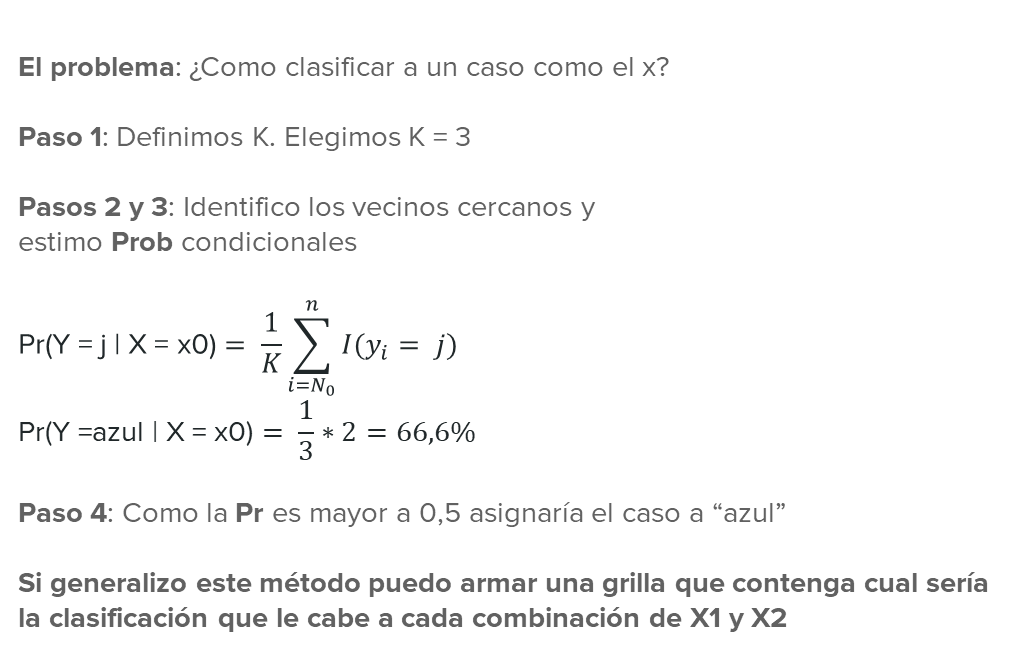 El problema: ¿Como clasificar a un caso como el x?
Paso 1: Definimos K. Elegimos K = 3
Pasos 2 y 3: Identifico los vecinos cercanos y
estimo Prob condicionales
Pr(Y = j | X = x0) = \frac{1}{K} \sum_{i=N_0}^{n} I(y_i = j)
Pr(Y =azul | X = x0) = \frac{1}{3} * 2 = 66,6%
Paso 4: Como la Pr es mayor a 0,5 asignaría el caso a “azul”
Si generalizo este método puedo armar una grilla que contenga cual sería
la clasificación que le cabe a cada combinación de X1 y X2